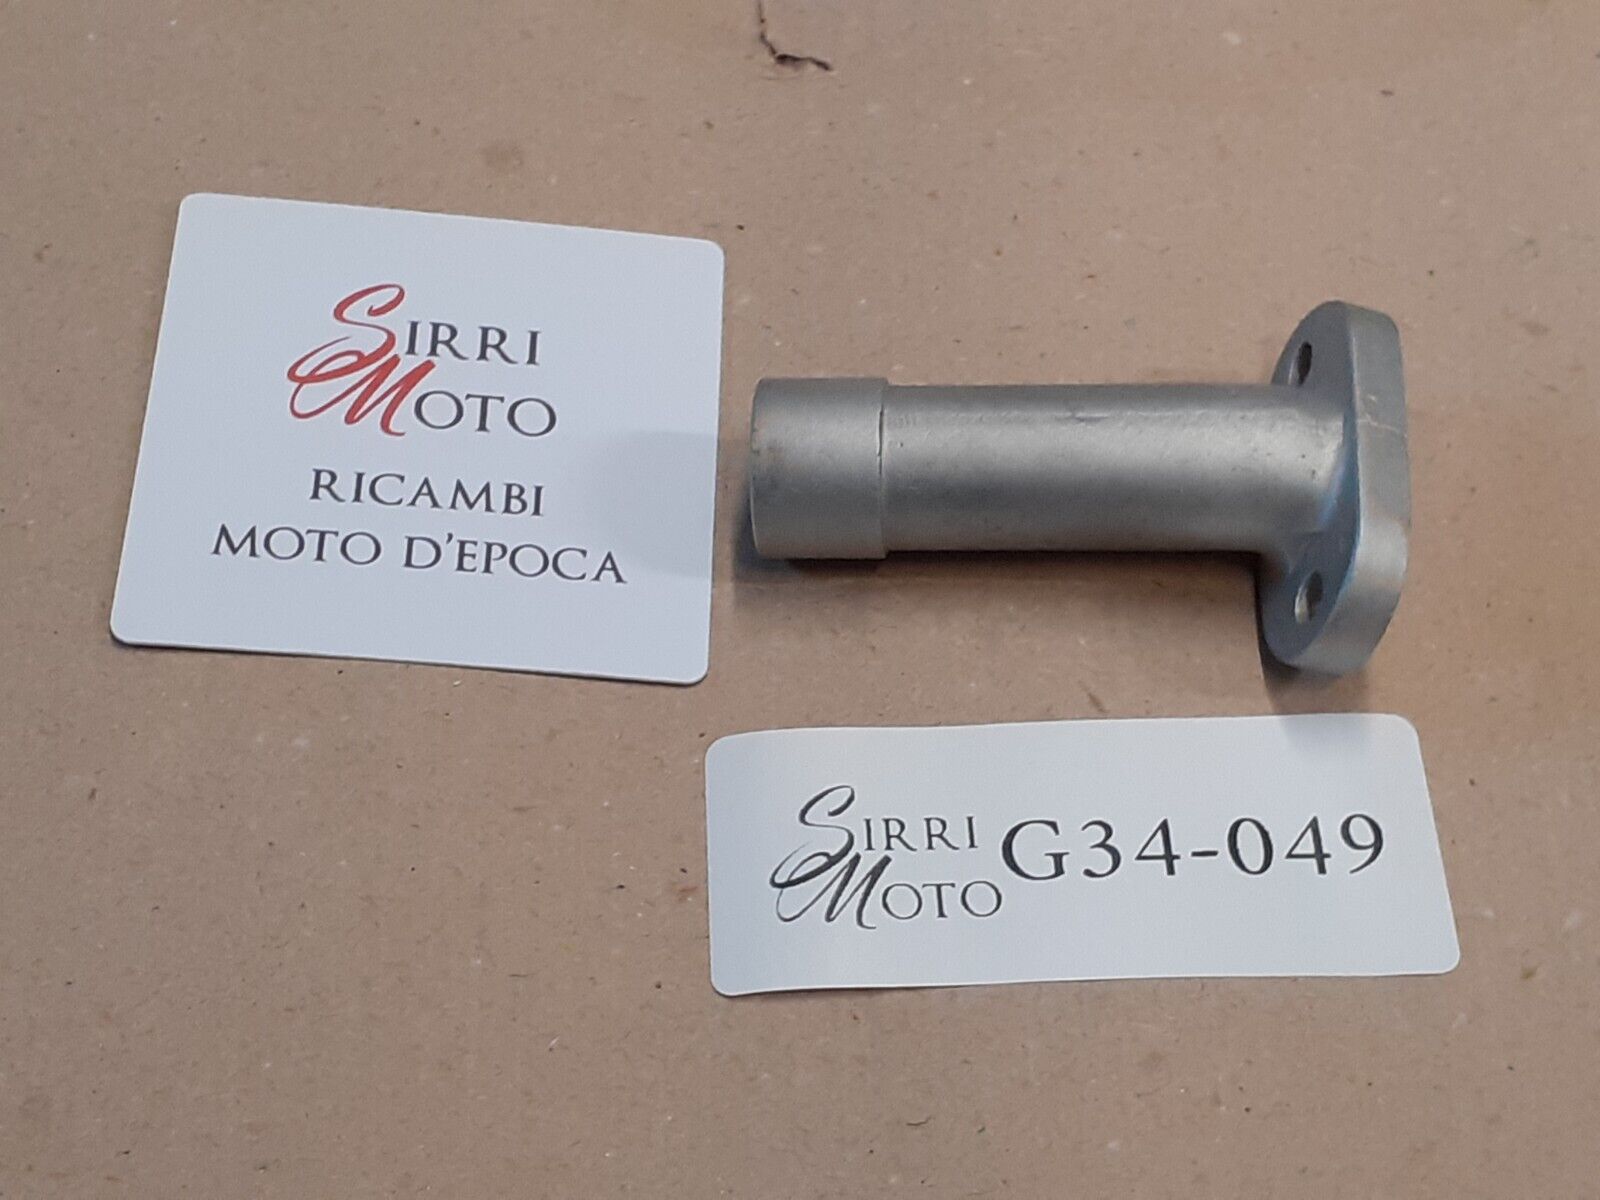 SIRRI
MOTO
RICAMBI
MOTO D'EPOCA
SIRRI
MOTO
G34-049